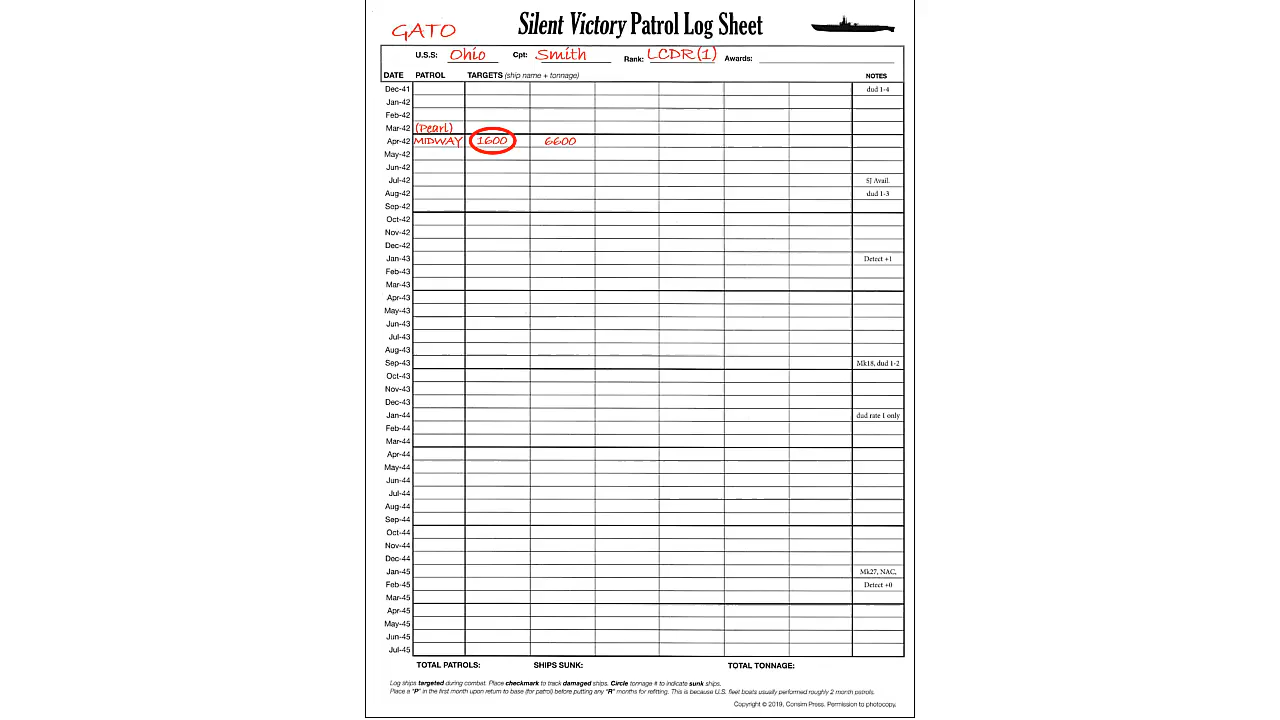 GATO
Silent Victory Patrol Log Sheet
U.S.S: Ohio Cpt: Smith Rank: LCDR(1) Awards:
DATE PATROL TARGETS (ship name + tonnage) NOTES
Dec-41 dud 1-4
Jan-42
Feb-42
Mar-42 (Pearl)
Apr-42 MIDWAY 1600 6600
May-42
Jun-42
Jul-42 SJ Avail.
Aug-42 dud 1-3
Sep-42
Oct-42
Nov-42
Dec-42
Jan-43 Detect +1
Feb-43
Mar-43
Apr-43
May-43
Jun-43
Jul-43
Aug-43
Sep-43 Mk18, dud 1-2
Oct-43
Nov-43
Dec-43
Jan-44 dud rate 1 only
Feb-44
Mar-44
Apr-44
May-44
Jun-44
Jul-44
Aug-44
Sep-44
Oct-44
Nov-44
Dec-44
Jan-45 Mk27, NAC,
Feb-45 Detect +0
Mar-45
Apr-45
May-45
Jun-45
Jul-45
TOTAL PATROLS: SHIPS SUNK: TOTAL TONNAGE:
Log ships targeted during combat. Place checkmark to track damaged ships. Circle tonnage # to indicate sunk ships.
Place a "P" in the first month upon return to base (for patrol) before putting any "R" months for refitting. This is because U.S. fleet boats usually performed roughly 2 month patrols.
Copyright © 2019, Consim Press. Permission to photocopy.